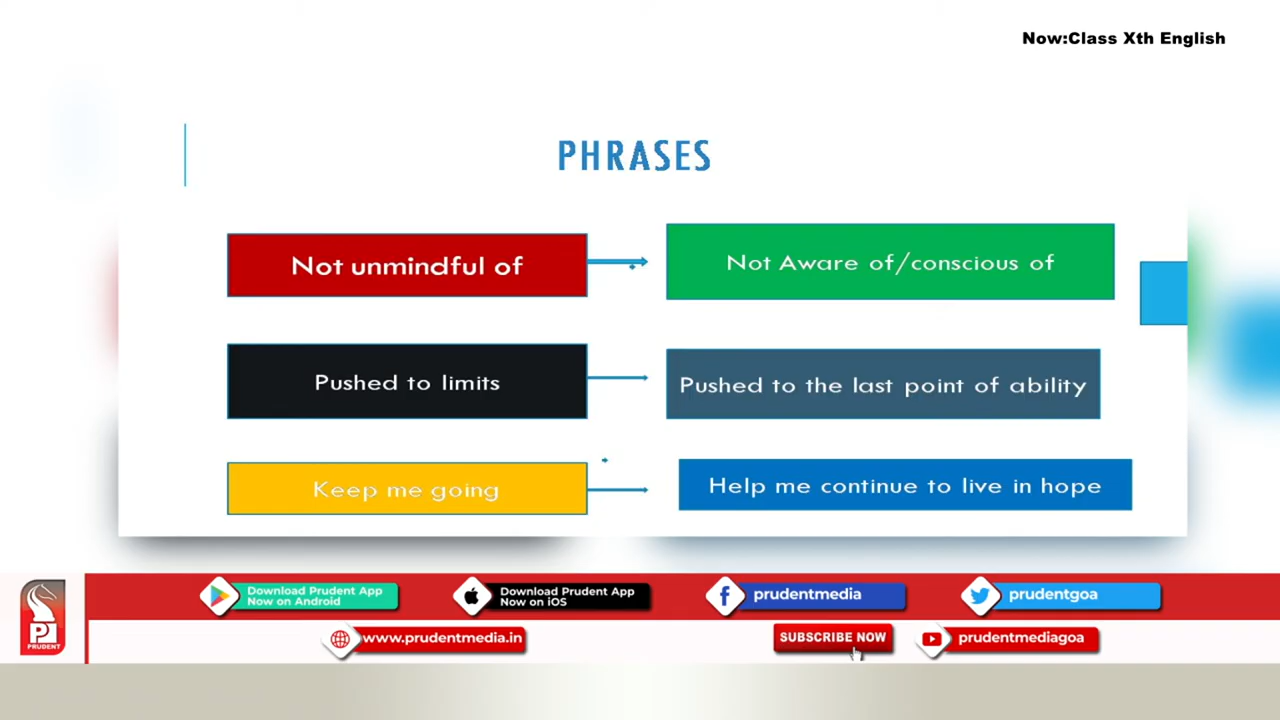 Now:Class Xth English
PHRASES
Not unmindful of
Not Aware of/conscious of
Pushed to limits
Pushed to the last point of ability
Keep me going
Help me continue to live in hope
Download Prudent App
Now on Android
Download Prudent App
Now on iOS
prudentmedia
prudentgoa
PRUDENT
www.prudentmedia.in
SUBSCRIBE NOW
prudentmediagoa